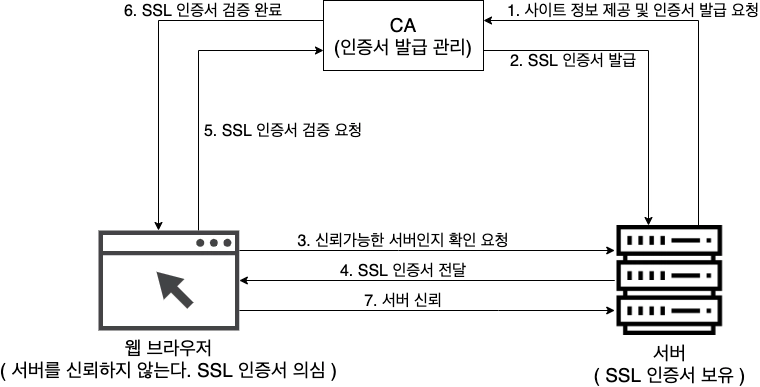 6. SSL 인증서 검증 완료
CA
(인증서 발급 관리)
1. 사이트 정보 제공 및 인증서 발급 요청
2. SSL 인증서 발급
5. SSL 인증서 검증 요청
3. 신뢰가능한 서버인지 확인 요청
4. SSL 인증서 전달
7. 서버 신뢰
웹 브라우저
( 서버를 신뢰하지 않는다. SSL 인증서 의심 )
서버
( SSL 인증서 보유 )